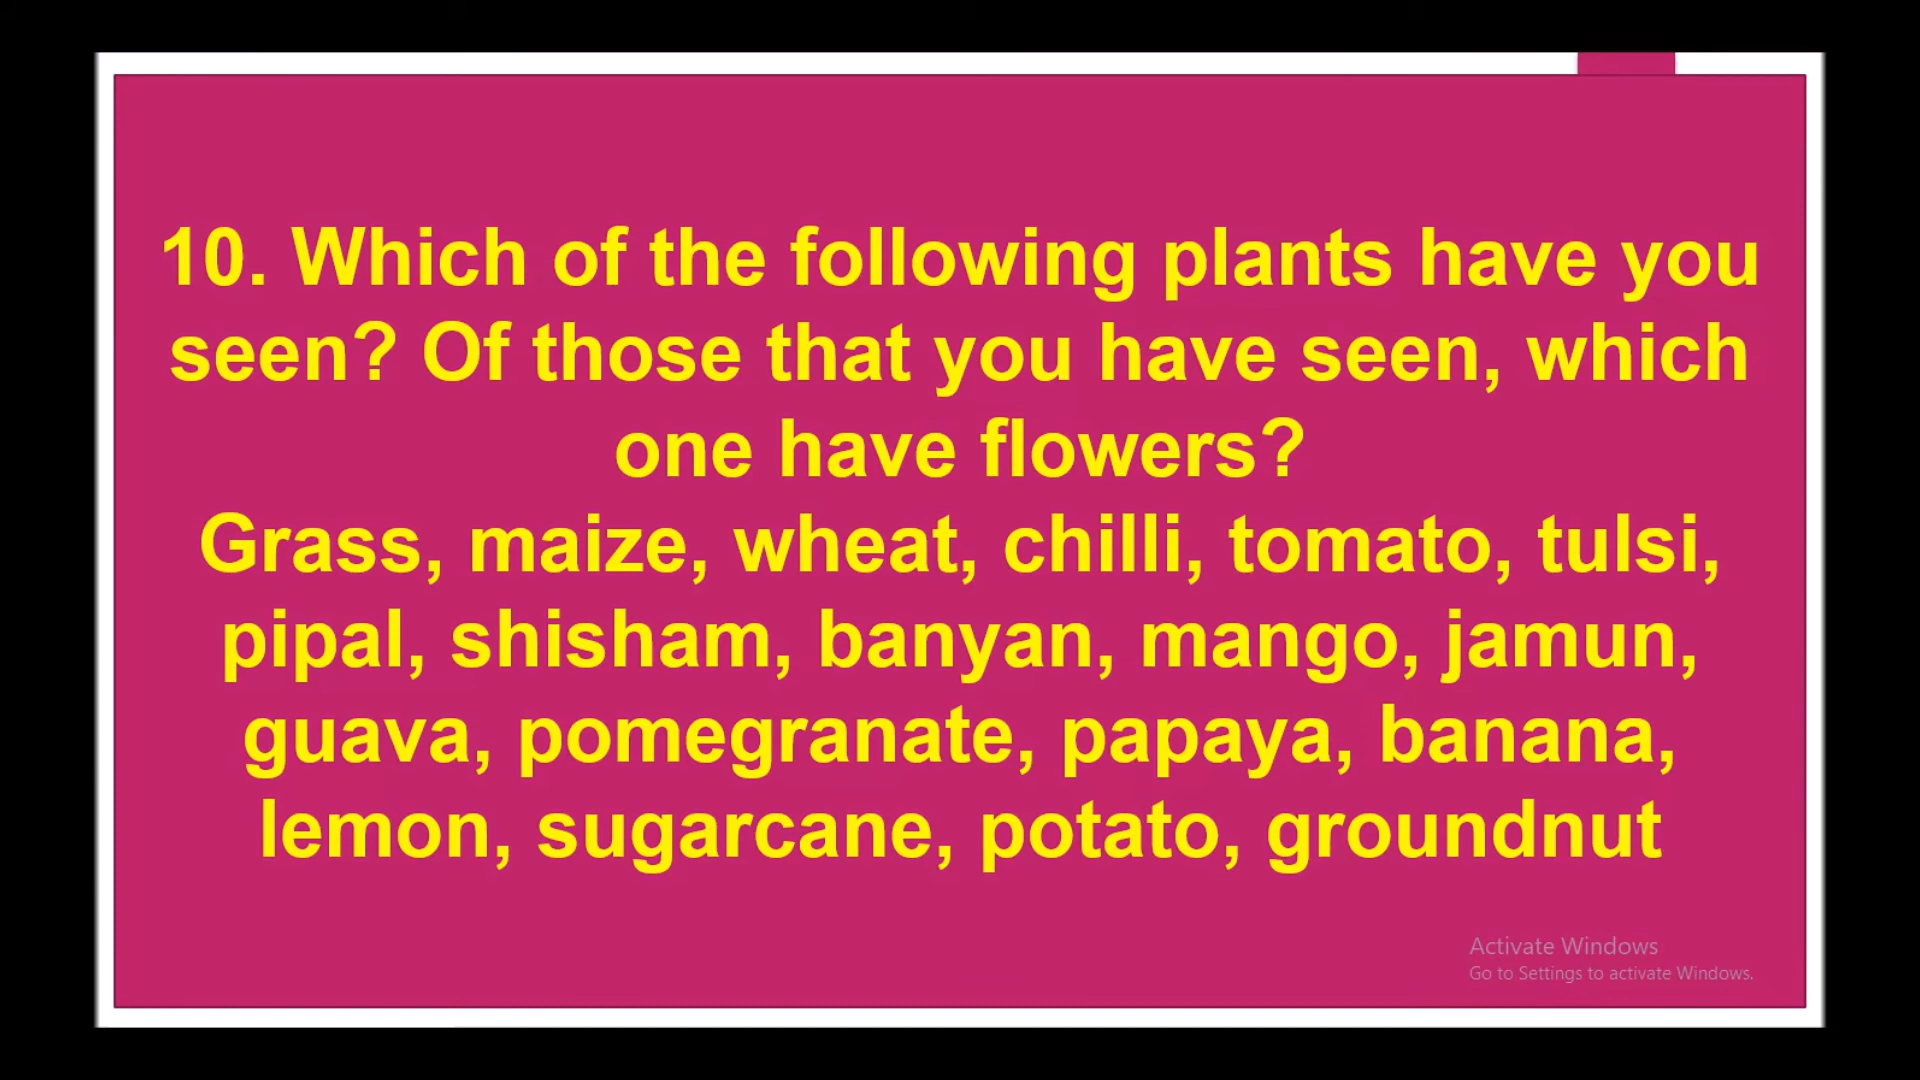 10. Which of the following plants have you
seen? Of those that you have seen, which
one have flowers?
Grass, maize, wheat, chilli, tomato, tulsi,
pipal, shisham, banyan, mango, jamun,
guava, pomegranate, papaya, banana,
lemon, sugarcane, potato, groundnut
Activate Windows
Go to Settings to activate Windows.